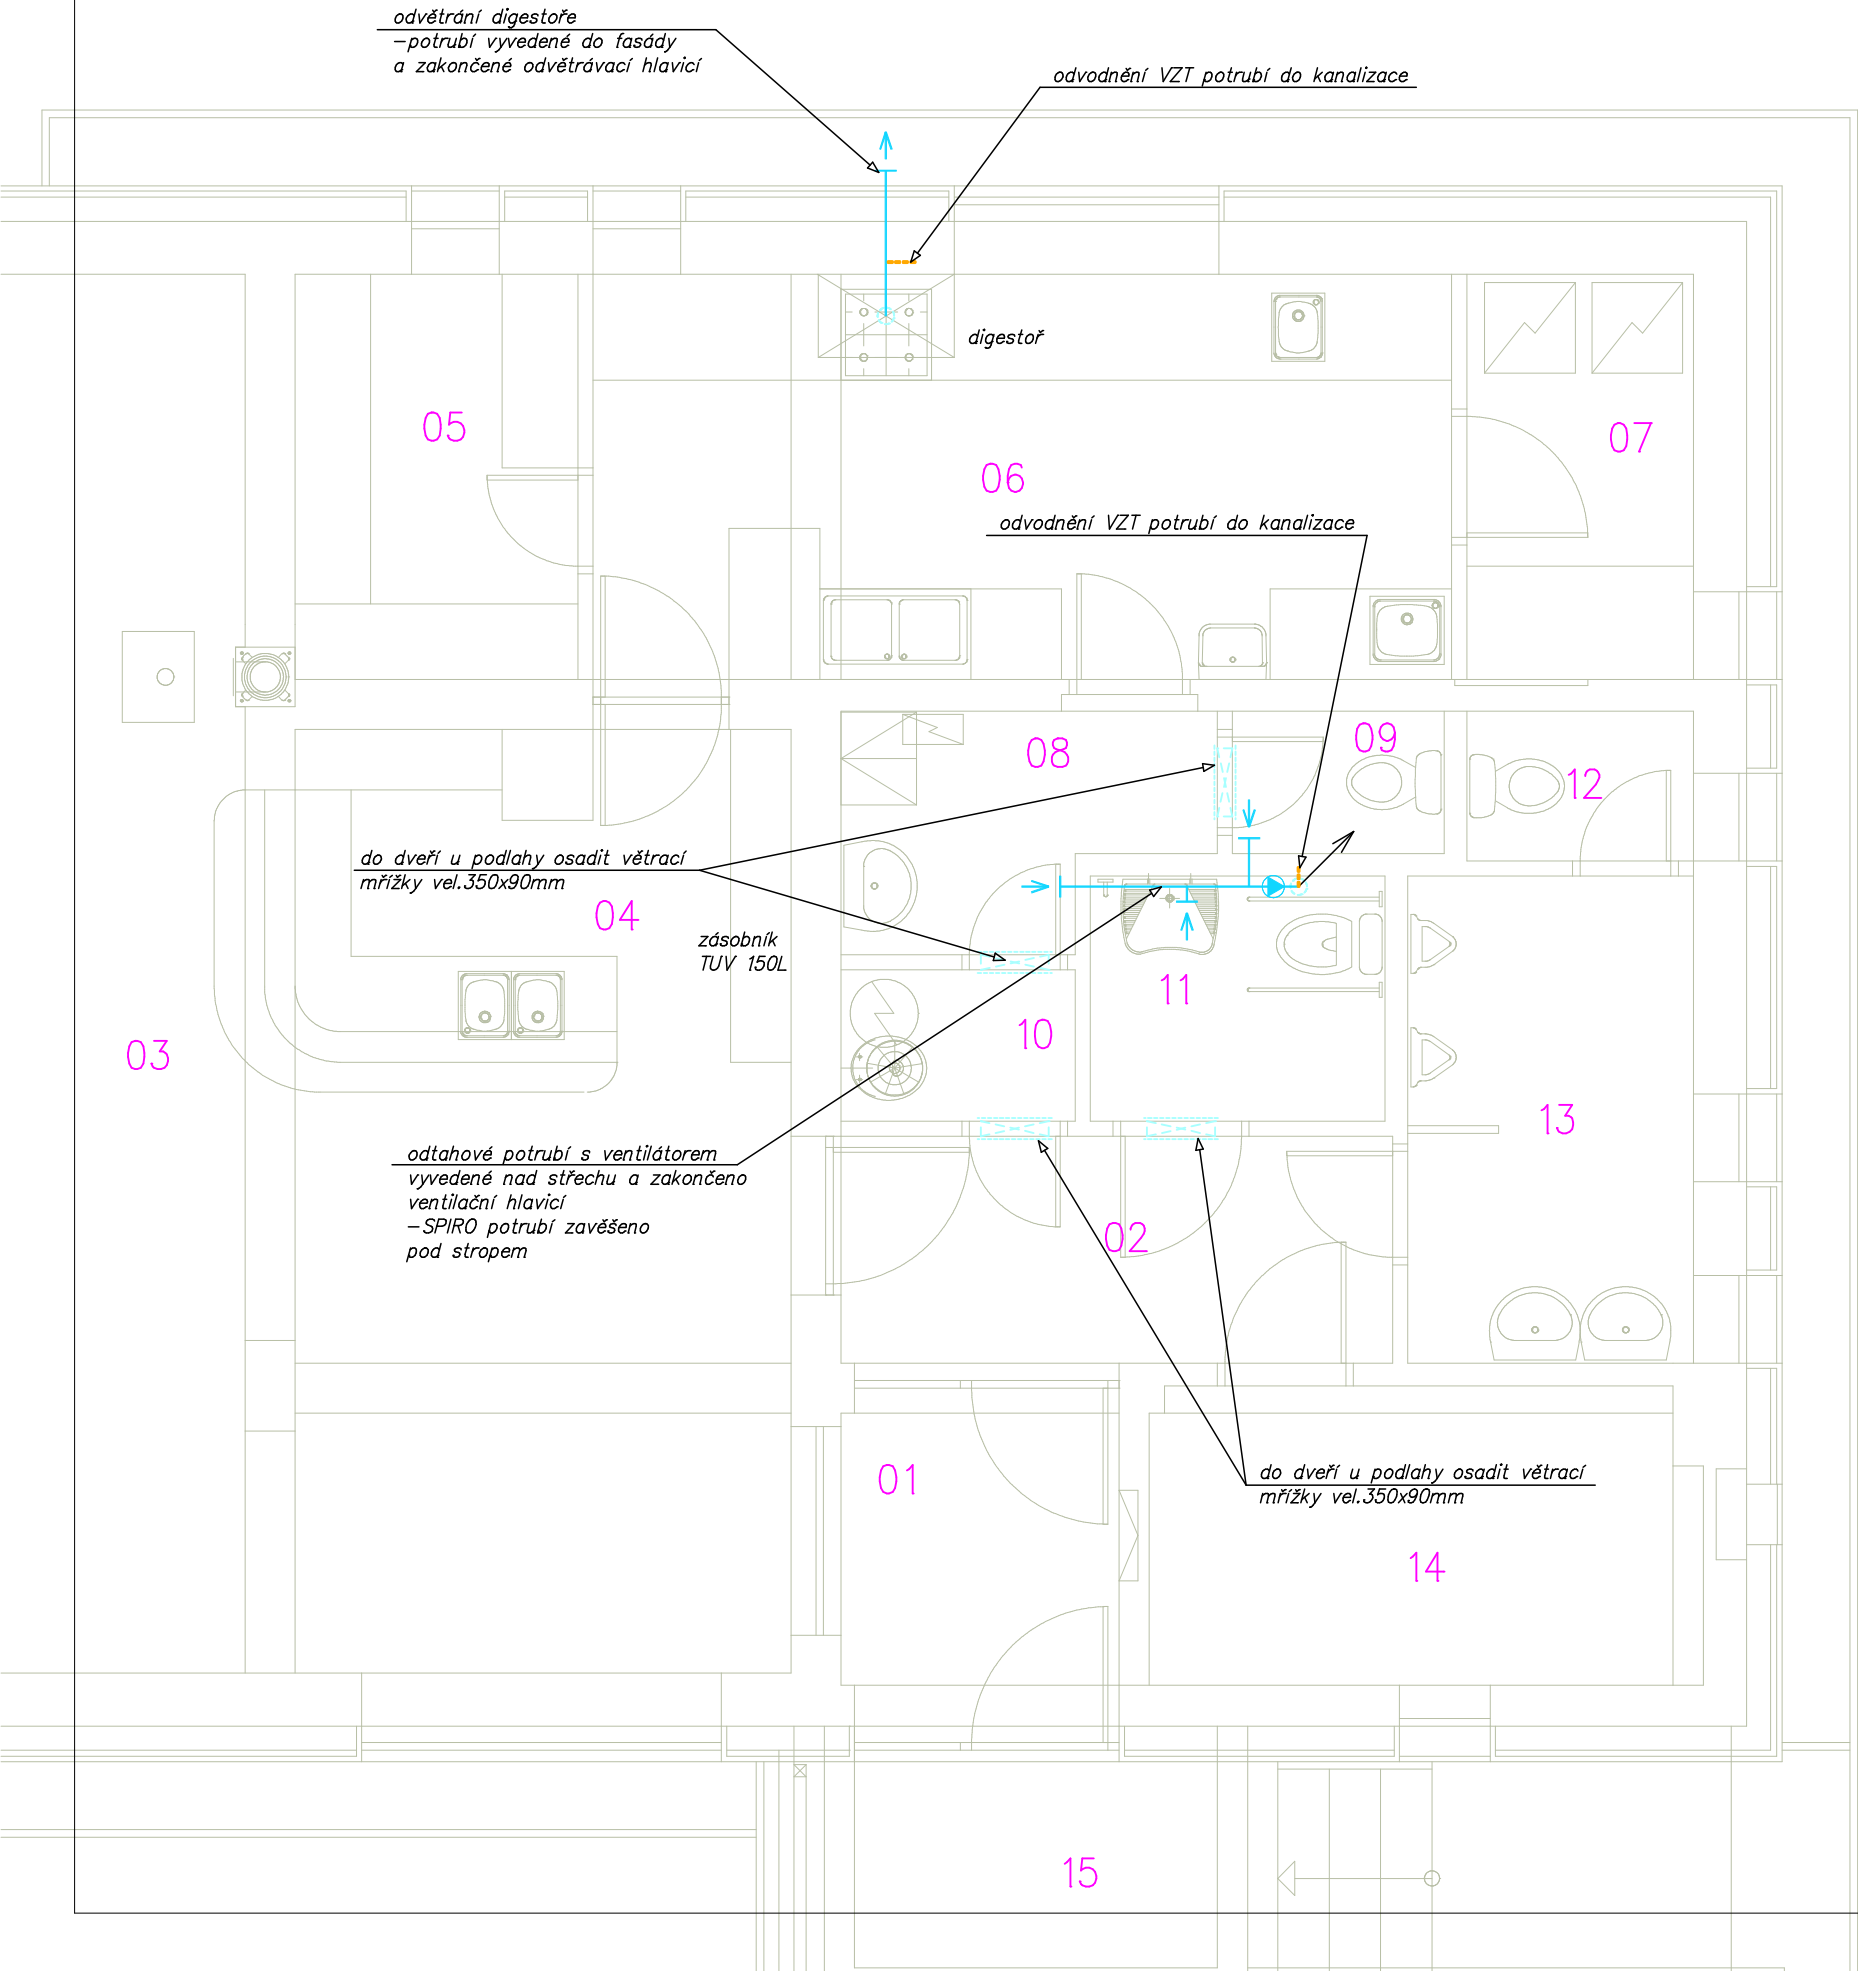 odvětrání digestoře
-potrubí vyvedené do fasády
a zakončené odvětrávací hlavicí
odvodnění VZT potrubí do kanalizace
digestoř
05
07
06
odvodnění VZT potrubí do kanalizace
09
08
12
do dveří u podlahy osadit větrací
mřížky vel.350x90mm
04
zásobník
TUV 150L
11
10
03
13
odtahové potrubí s ventilátorem
vyvedené nad střechu a zakončeno
ventilační hlavicí
-SPIRO potrubí zavěšeno
pod stropem
02
01
do dveří u podlahy osadit větrací
mřížky vel.350x90mm
14
15